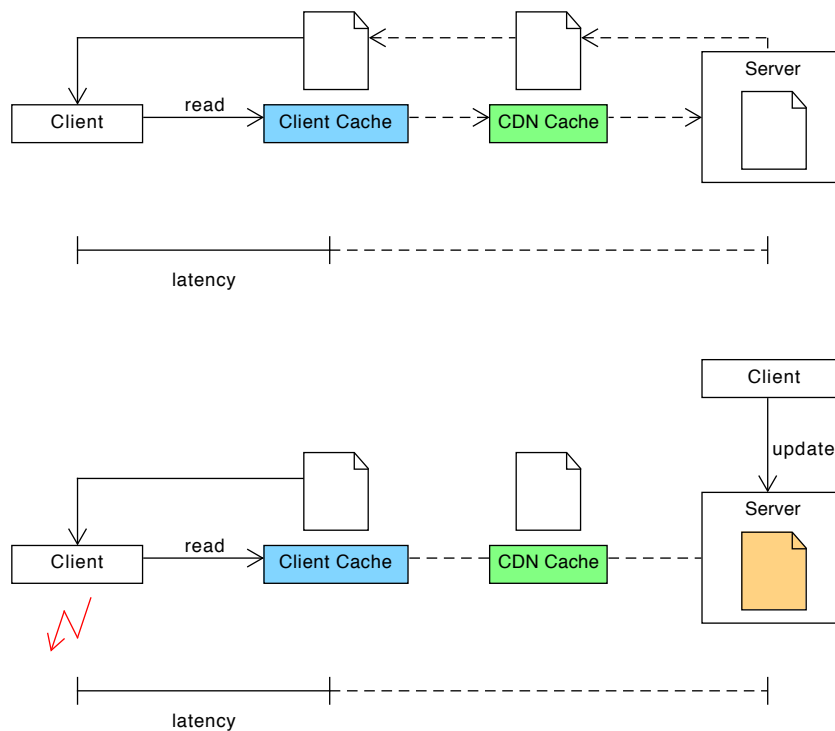 Server
read
Client
Client Cache
CDN Cache
latency
Client
update
Server
read
Client
Client Cache
CDN Cache
latency